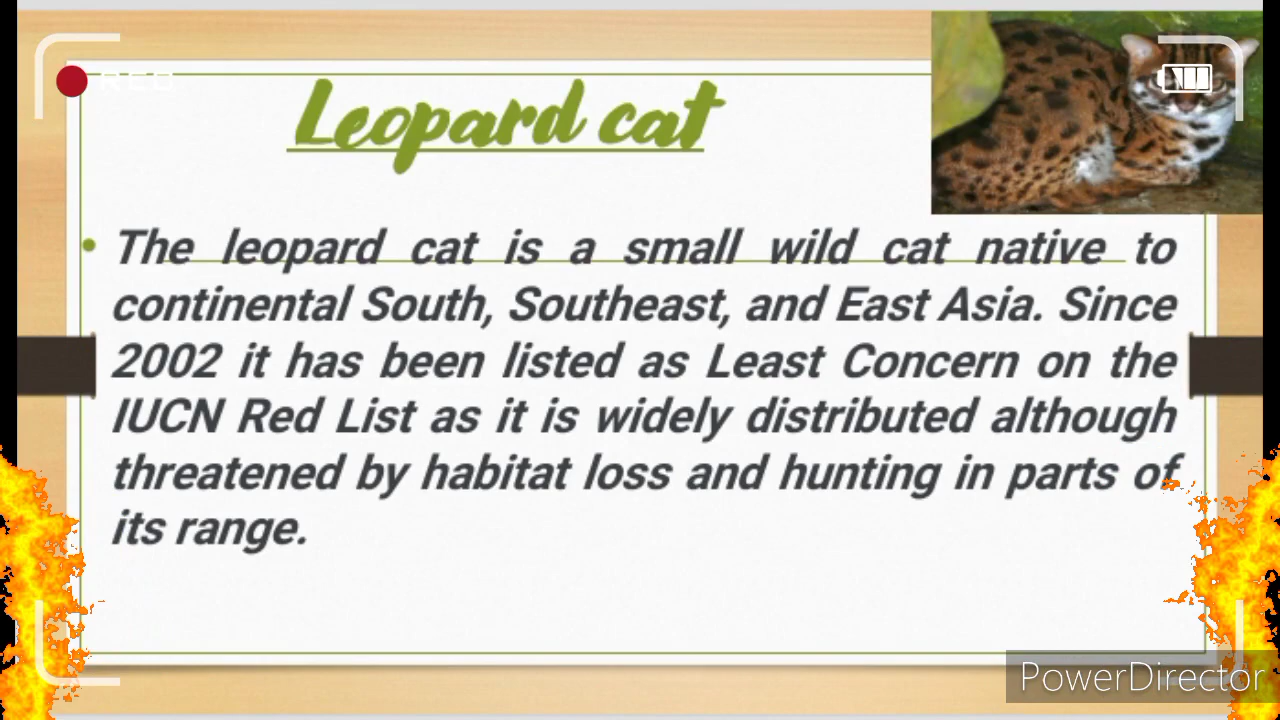 REC
Leopard cat
The leopard cat is a small wild cat native to
continental South, Southeast, and East Asia. Since
2002 it has been listed as Least Concern on the
IUCN Red List as it is widely distributed although
threatened by habitat loss and hunting in parts of
its range.
PowerDirector